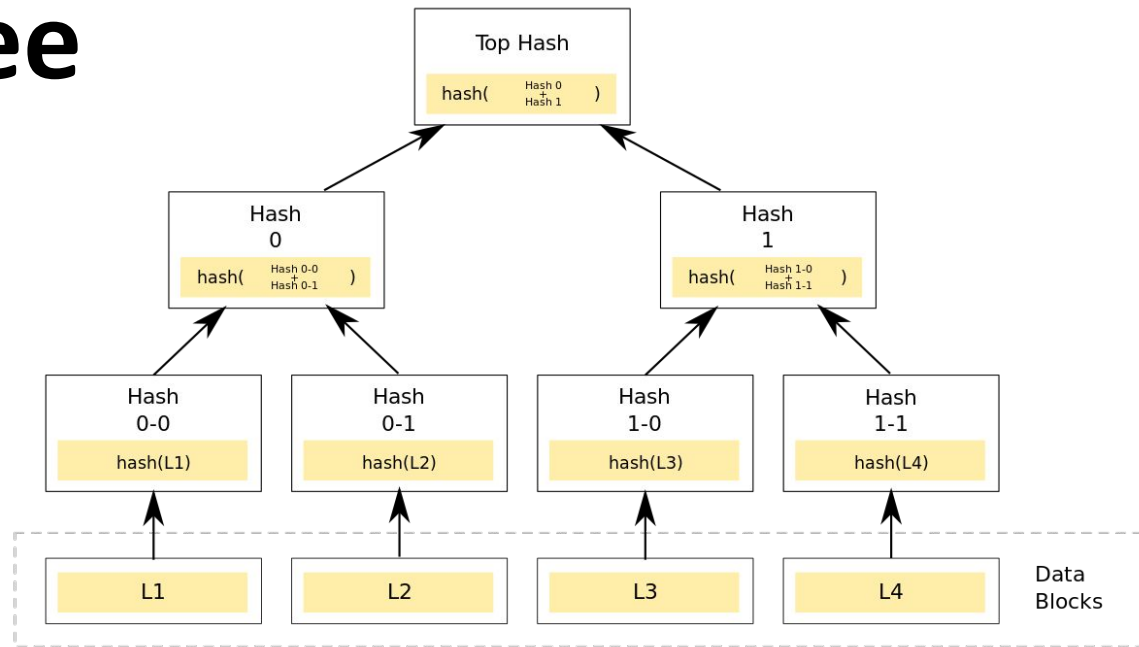 ee
Top Hash
hash( Hash 0 + Hash 1 )
Hash
0
hash( Hash 0-0 + Hash 0-1 )
Hash
1
hash( Hash 1-0 + Hash 1-1 )
Hash
0-0
hash(L1)
Hash
0-1
hash(L2)
Hash
1-0
hash(L3)
Hash
1-1
hash(L4)
L1
L2
L3
L4
Data
Blocks